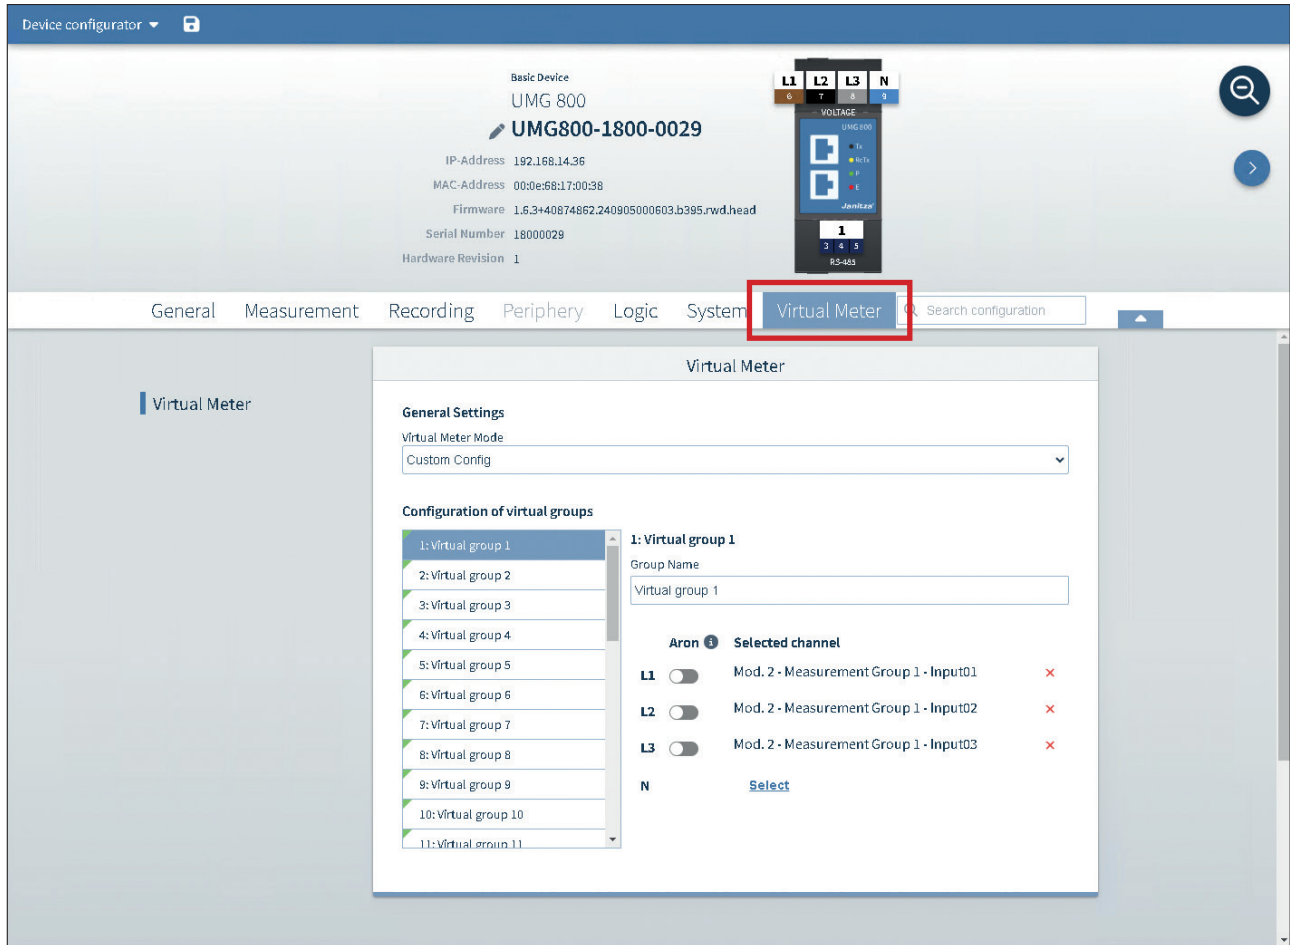 Device configurator
Basic Device
UMG 800
UMG800-1800-0029
IP-Address 192.168.14.36
MAC-Address 00:0e:68:17:00:38
Firmware 1.6.3+40874862.240905000603.b395.rwd.head
Serial Number 18000029
Hardware Revision 1
L1 L2 L3 N
6 7 8 9
VOLTAGE
UMG 800
Tx
Rx/Tx
P
E
Janitza
1
3 4 5
RS-485
General Measurement Recording Periphery Logic System Virtual Meter Search configuration
Virtual Meter
Virtual Meter
General Settings
Virtual Meter Mode
Custom Config
Configuration of virtual groups
1: Virtual group 1
2: Virtual group 2
3: Virtual group 3
4: Virtual group 4
5: Virtual group 5
6: Virtual group 6
7: Virtual group 7
8: Virtual group 8
9: Virtual group 9
10: Virtual group 10
11: Virtual group 11
1: Virtual group 1
Group Name
Virtual group 1
Aron Selected channel
L1 Mod. 2 - Measurement Group 1 - Input01
L2 Mod. 2 - Measurement Group 1 - Input02
L3 Mod. 2 - Measurement Group 1 - Input03
N Select